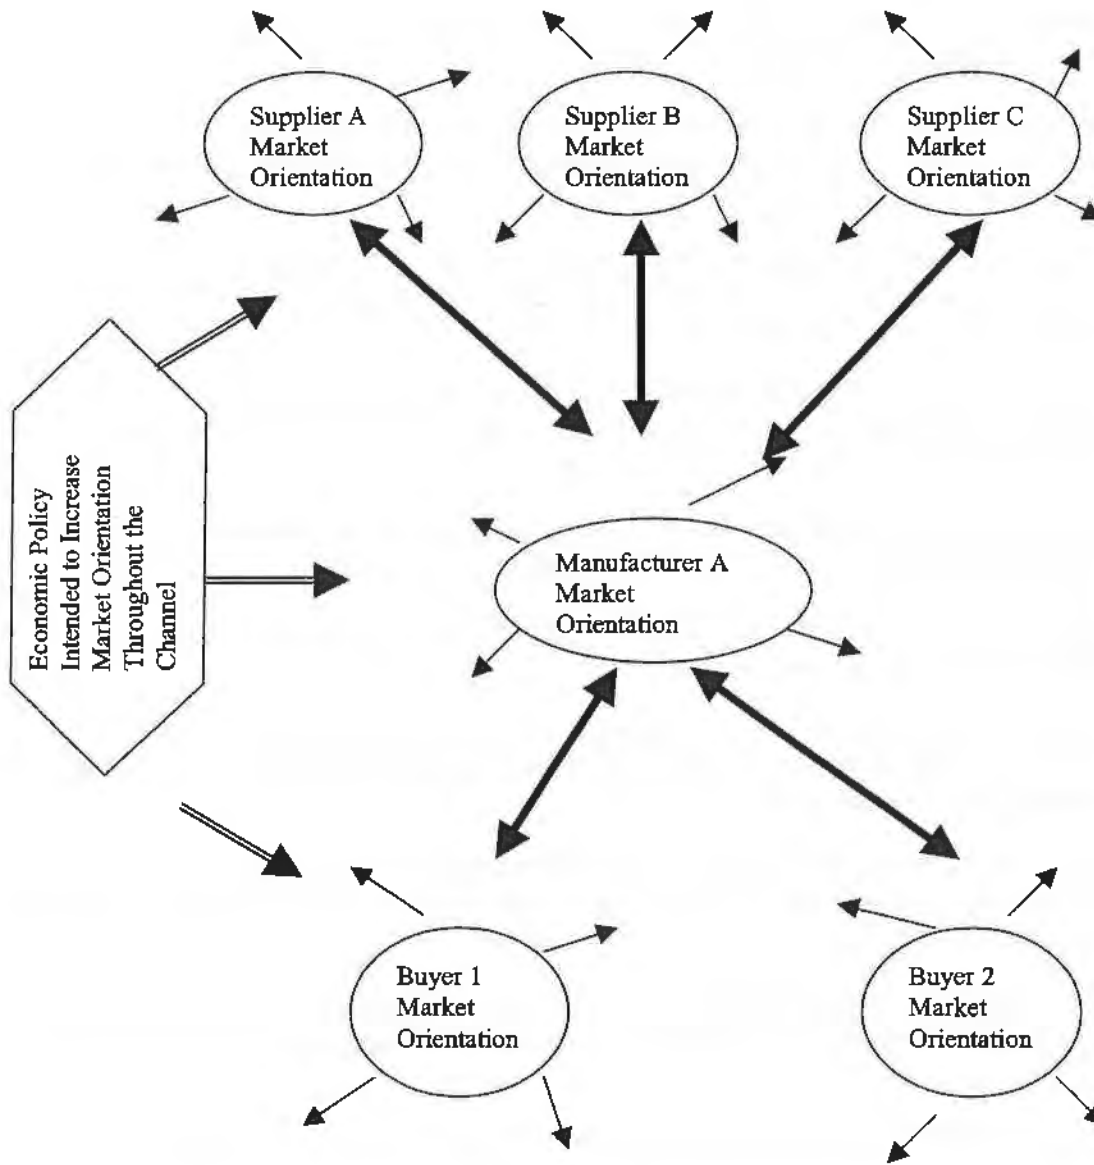 Supplier A
Market
Orientation
Supplier B
Market
Orientation
Supplier C
Market
Orientation
Economic Policy
Intended to Increase
Market Orientation
Throughout the
Channel
Manufacturer A
Market
Orientation
Buyer 1
Market
Orientation
Buyer 2
Market
Orientation